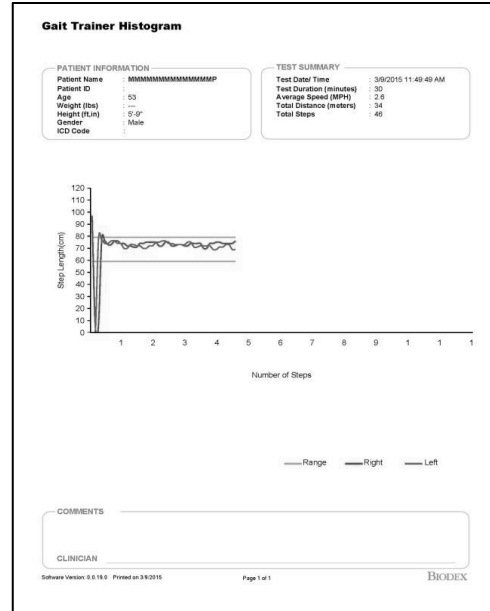 Gait Trainer Histogram
PATIENT INFORMATION
Patient Name : MMMMMMMMMMMMMMP
Patient ID :
Age : 53
Weight (lbs) : ---
Height (ft,in) : 5'-9"
Gender : Male
ICD Code :
TEST SUMMARY
Test Date/ Time : 3/9/2015 11:49:49 AM
Test Duration (minutes) : 30
Average Speed (MPH) : 2.6
Total Distance (meters) : 34
Total Steps : 46
Step Length(cm)
120
110
100
90
80
70
60
50
40
30
20
10
0
1 2 3 4 5 6 7 8 9 1 1 1
Number of Steps
Range Right Left
COMMENTS
CLINICIAN
Software Version: 0.0.19.0 Printed on 3/9/2015 Page 1 of 1 BIODEX